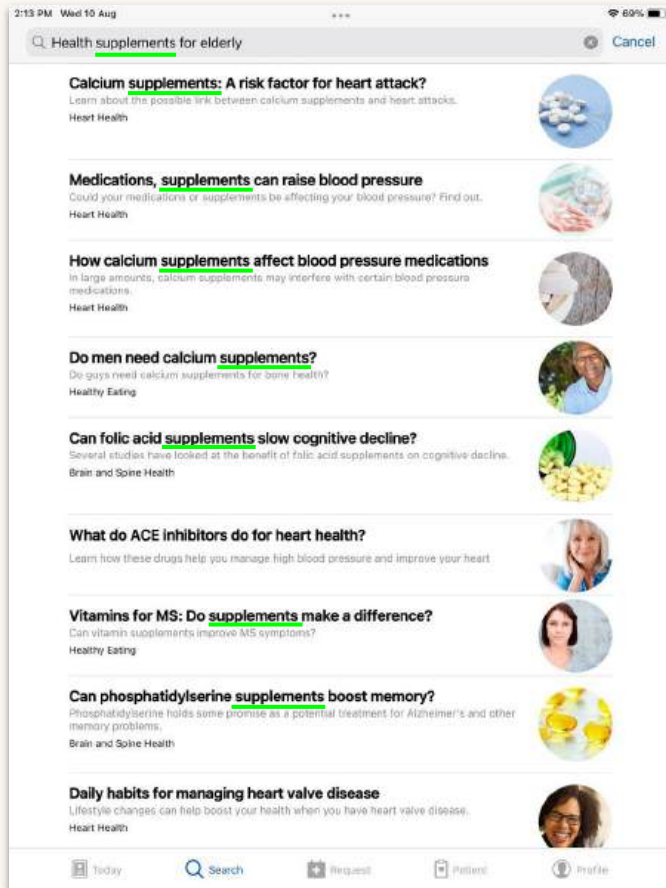 2:13 PM Wed 10 Aug
69%
Health supplements for elderly
Cancel
Calcium supplements: A risk factor for heart attack?
Learn about the possible link between calcium supplements and heart attacks.
Heart Health
Medications, supplements can raise blood pressure
Could your medications or supplements be affecting your blood pressure? Find out.
Heart Health
How calcium supplements affect blood pressure medications
In large amounts, calcium supplements may interfere with certain blood pressure
medications.
Heart Health
Do men need calcium supplements?
Do guys need calcium supplements for bone health?
Healthy Eating
Can folic acid supplements slow cognitive decline?
Several studies have looked at the benefit of folic acid supplements on cognitive decline.
Brain and Spine Health
What do ACE inhibitors do for heart health?
Learn how these drugs help you manage high blood pressure and improve your heart
Vitamins for MS: Do supplements make a difference?
Can vitamin supplements improve MS symptoms?
Healthy Eating
Can phosphatidylserine supplements boost memory?
Phosphatidylserine holds some promise as a potential treatment for Alzheimer's and other
memory problems.
Brain and Spine Health
Daily habits for managing heart valve disease
Lifestyle changes can help boost your health when you have heart valve disease.
Heart Health
Today
Search
Request
Patient
Profile